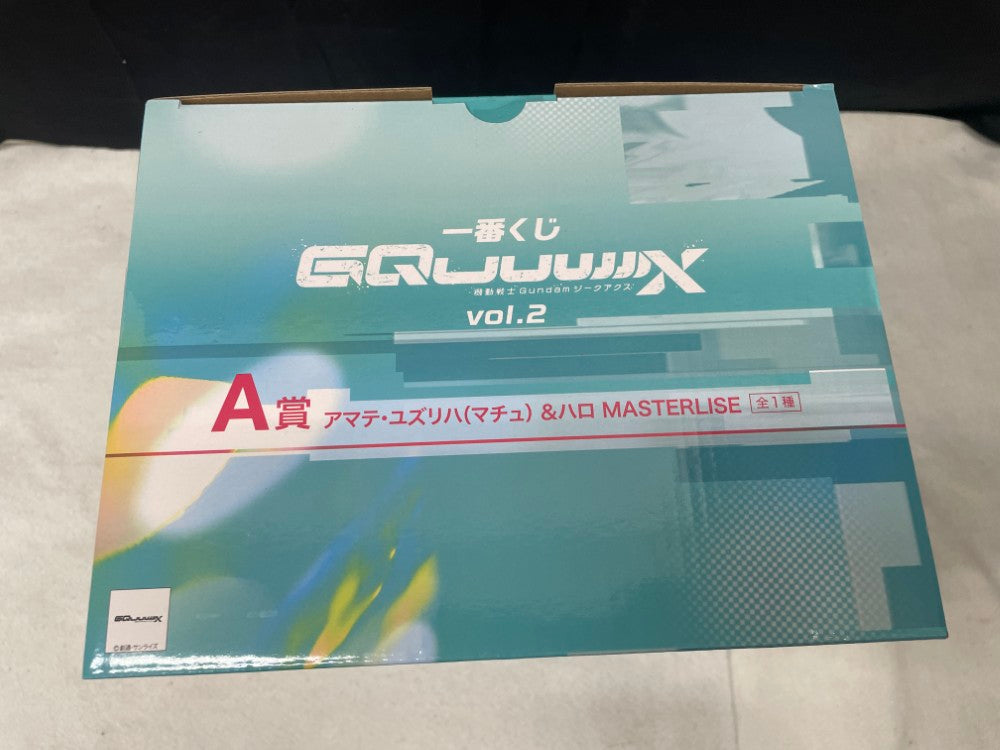 一番くじ
GQuuuuuuX
機動戦士Gundamジークアクス
vol.2
A賞 アマテ・ユズリハ(マチュ)&ハロ MASTERLISE 全1種
GQuuuuuuX
©創通・サンライズ